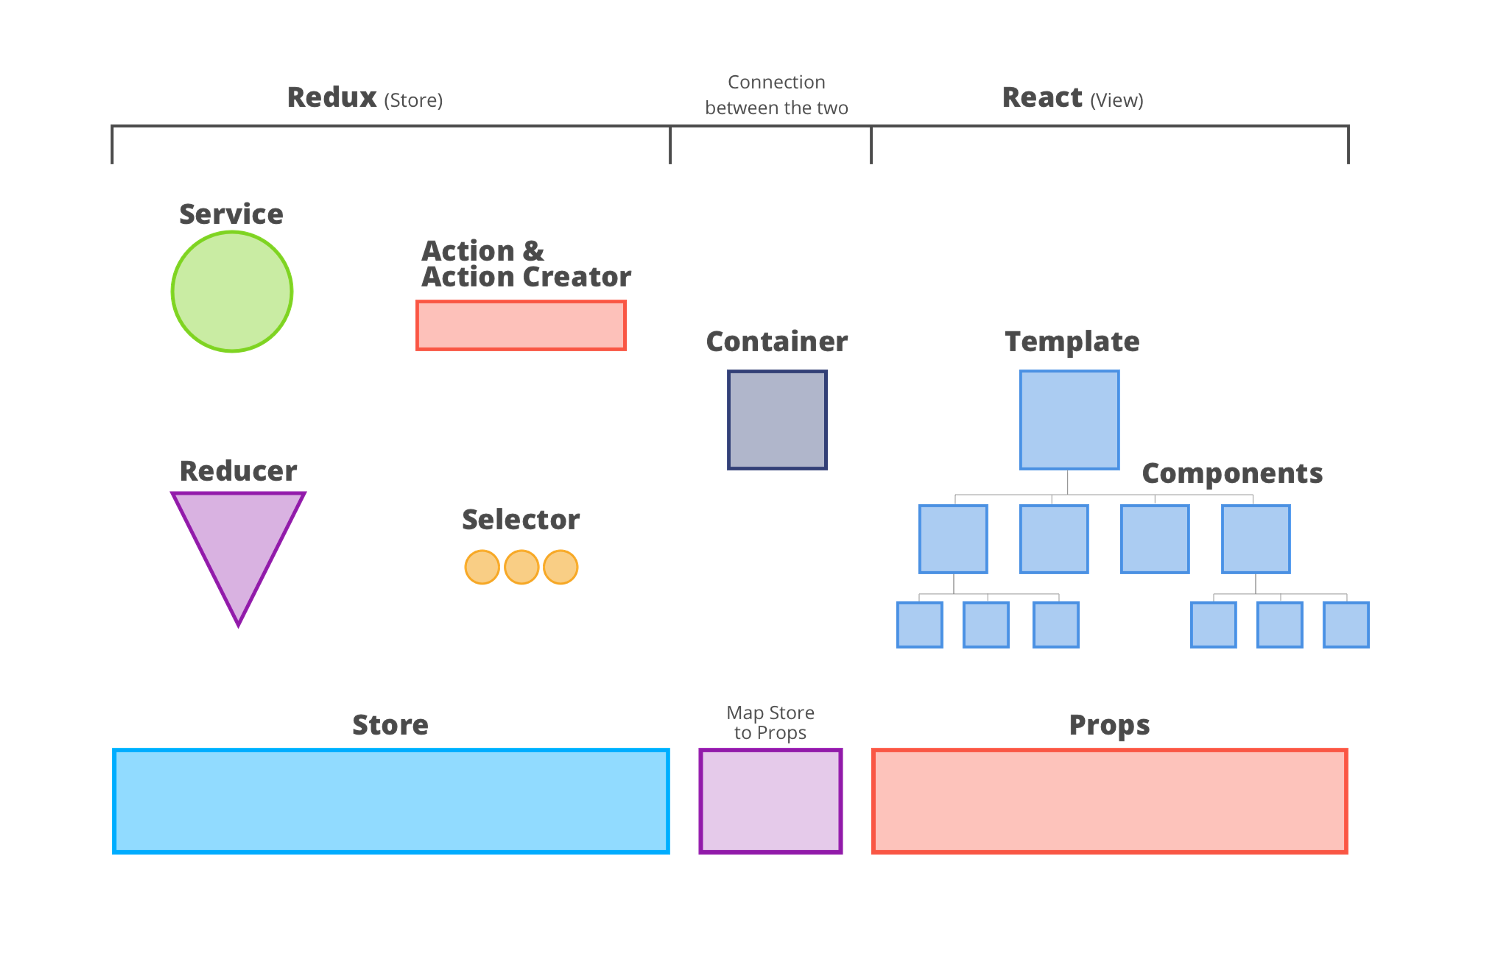 Redux (Store)
Connection
between the two
React (View)
Service
Action &
Action Creator
Container
Template
Reducer
Components
Selector
Store
Map Store
to Props
Props